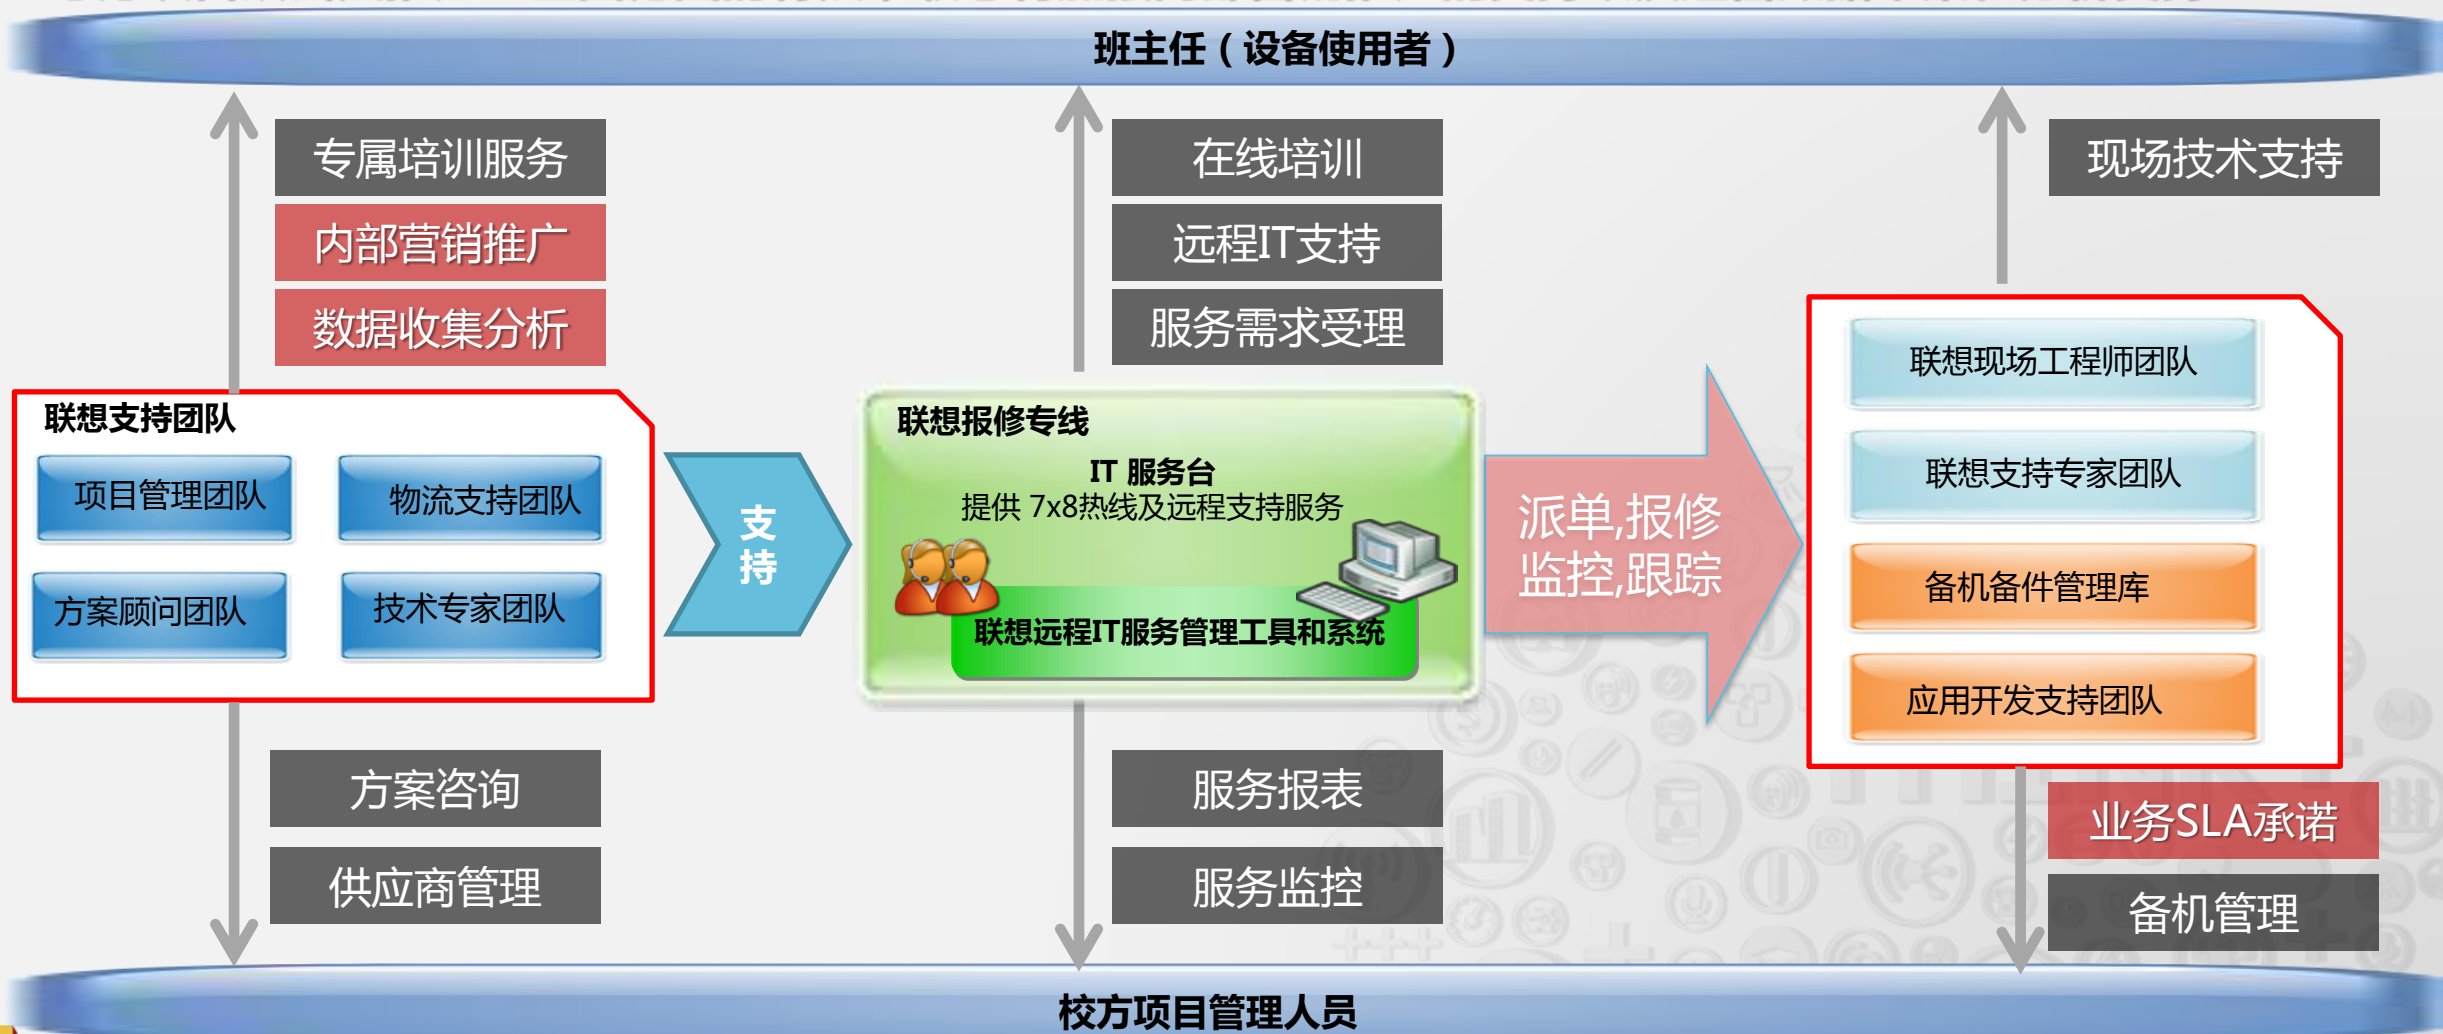 班主任（设备使用者）
专属培训服务
内部营销推广
数据收集分析
在线培训
远程IT支持
服务需求受理
现场技术支持
联想支持团队
项目管理团队
物流支持团队
方案顾问团队
技术专家团队
支
持
联想报修专线
IT 服务台
提供 7x8热线及远程支持服务
联想远程IT服务管理工具和系统
派单,报修
监控,跟踪
联想现场工程师团队
联想支持专家团队
备机备件管理库
应用开发支持团队
方案咨询
供应商管理
服务报表
服务监控
业务SLA承诺
备机管理
校方项目管理人员